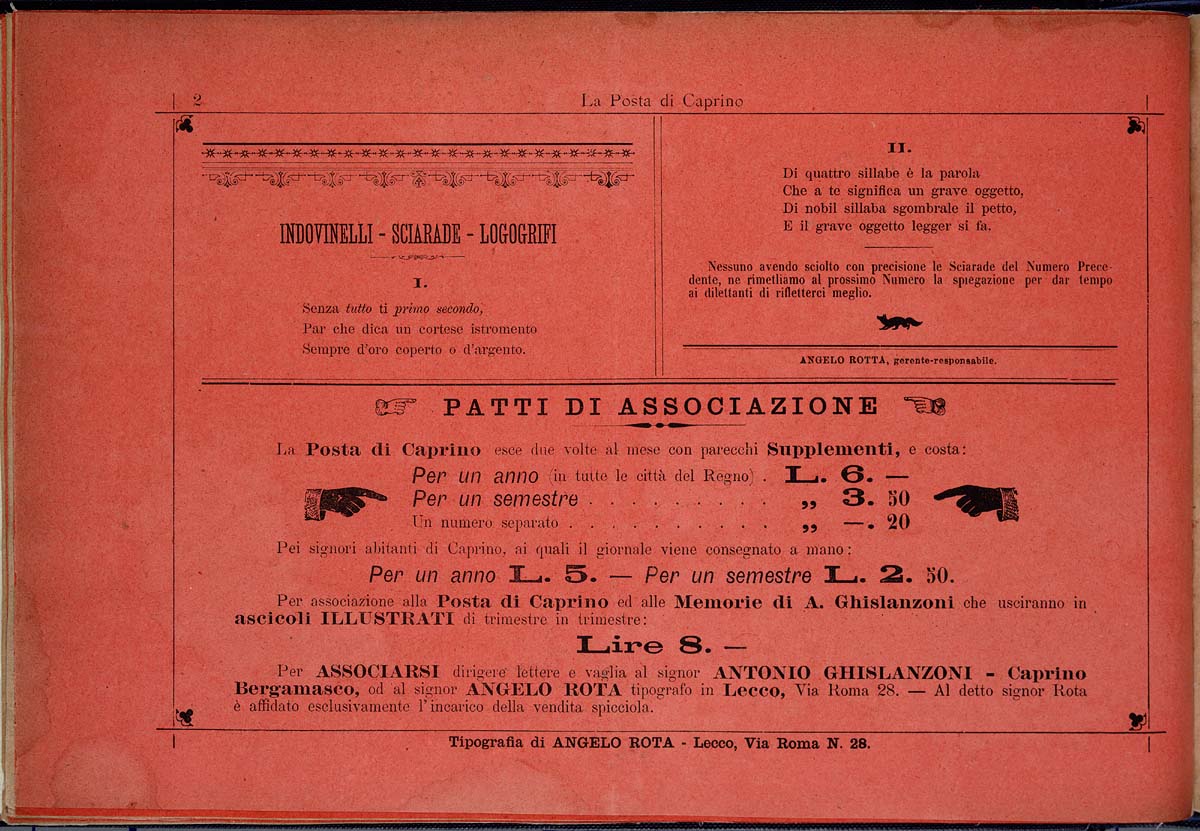 2
La Posta di Caprino
INDOVINELLI - SCIARADE - LOGOGRIFI
I.
Senza tutto ti primo secondo,
Par che dica un cortese istromento
Sempre d'oro coperto o d'argento.
II.
Di quattro sillabe è la parola
Che a te significa un grave oggetto,
Di nobil sillaba sgombrale il petto,
E il grave oggetto legger si fa.
Nessuno avendo sciolto con precisione le Sciarade del Numero Prece-
dente, ne rimettiamo al prossimo Numero la spiegazione per dar tempo
ai dilettanti di rifletterci meglio.
ANGELO ROTTA, gerente-responsabile.
PATTI DI ASSOCIAZIONE
La Posta di Caprino esce due volte al mese con parecchi Supplementi, e costa:
Per un anno (in tutte le città del Regno) . L. 6. —
Per un semestre . . . . . . . . . „ 3. 50
Un numero separato . . . . . . . . . . „ —. 20
Pei signori abitanti di Caprino, ai quali il giornale viene consegnato a mano:
Per un anno L. 5. — Per un semestre L. 2. 50.
Per associazione alla Posta di Caprino ed alle Memorie di A. Ghislanzoni che usciranno in
ascicoli ILLUSTRATI di trimestre in trimestre:
Lire 8. —
Per ASSOCIARSI dirigere lettere e vaglia al signor ANTONIO GHISLANZONI - Caprino
Bergamasco, od al signor ANGELO ROTA tipografo in Lecco, Via Roma 28. — Al detto signor Rota
è affidato esclusivamente l'incarico della vendita spicciola.
Tipografia di ANGELO ROTA - Lecco, Via Roma N. 28.